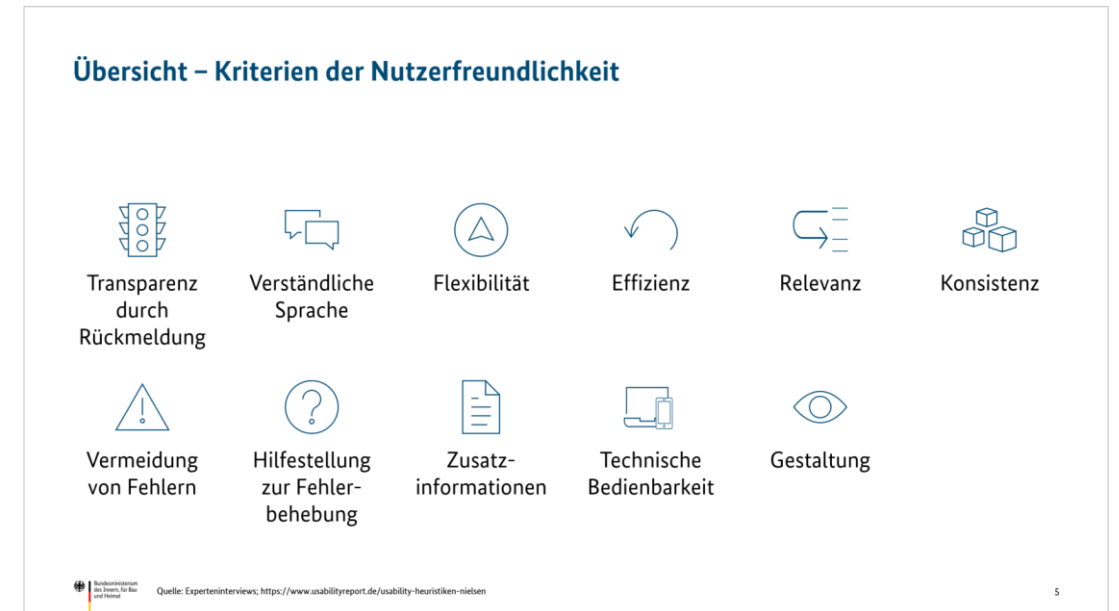 Übersicht – Kriterien der Nutzerfreundlichkeit
Transparenz
durch
Rückmeldung
Verständliche
Sprache
Flexibilität
Effizienz
Relevanz
Konsistenz
Vermeidung
von Fehlern
Hilfestellung
zur Fehler-
behebung
Zusatz-
informationen
Technische
Bedienbarkeit
Gestaltung
Bundesministerium
des Innern, für Bau
und Heimat
Quelle: Experteninterviews; https://www.usabilityreport.de/usability-heuristiken-nielsen
5